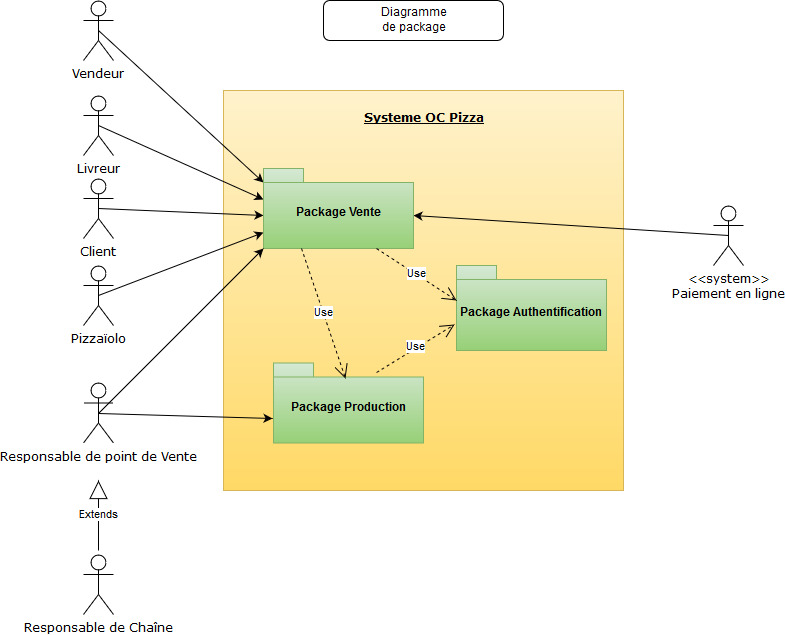 Diagramme
de package
Vendeur
Systeme OC Pizza
Livreur
Package Vente
Client
Use
<<system>>
Paiement en ligne
Use
Package Authentification
Pizzaïolo
Use
Package Production
Responsable de point de Vente
Extends
Responsable de Chaîne